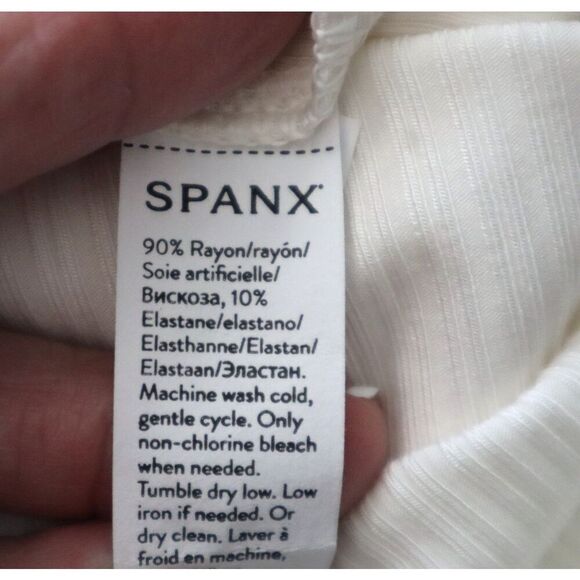 SPANX
90% Rayon/rayón/
Soie artificielle/
Вискоза, 10%
Elastane/elastano/
Elasthanne/Elastan/
Elastaan/Эластан.
Machine wash cold,
gentle cycle. Only
non-chlorine bleach
when needed.
Tumble dry low. Low
iron if needed. Or
dry clean. Laver à
froid en machine,